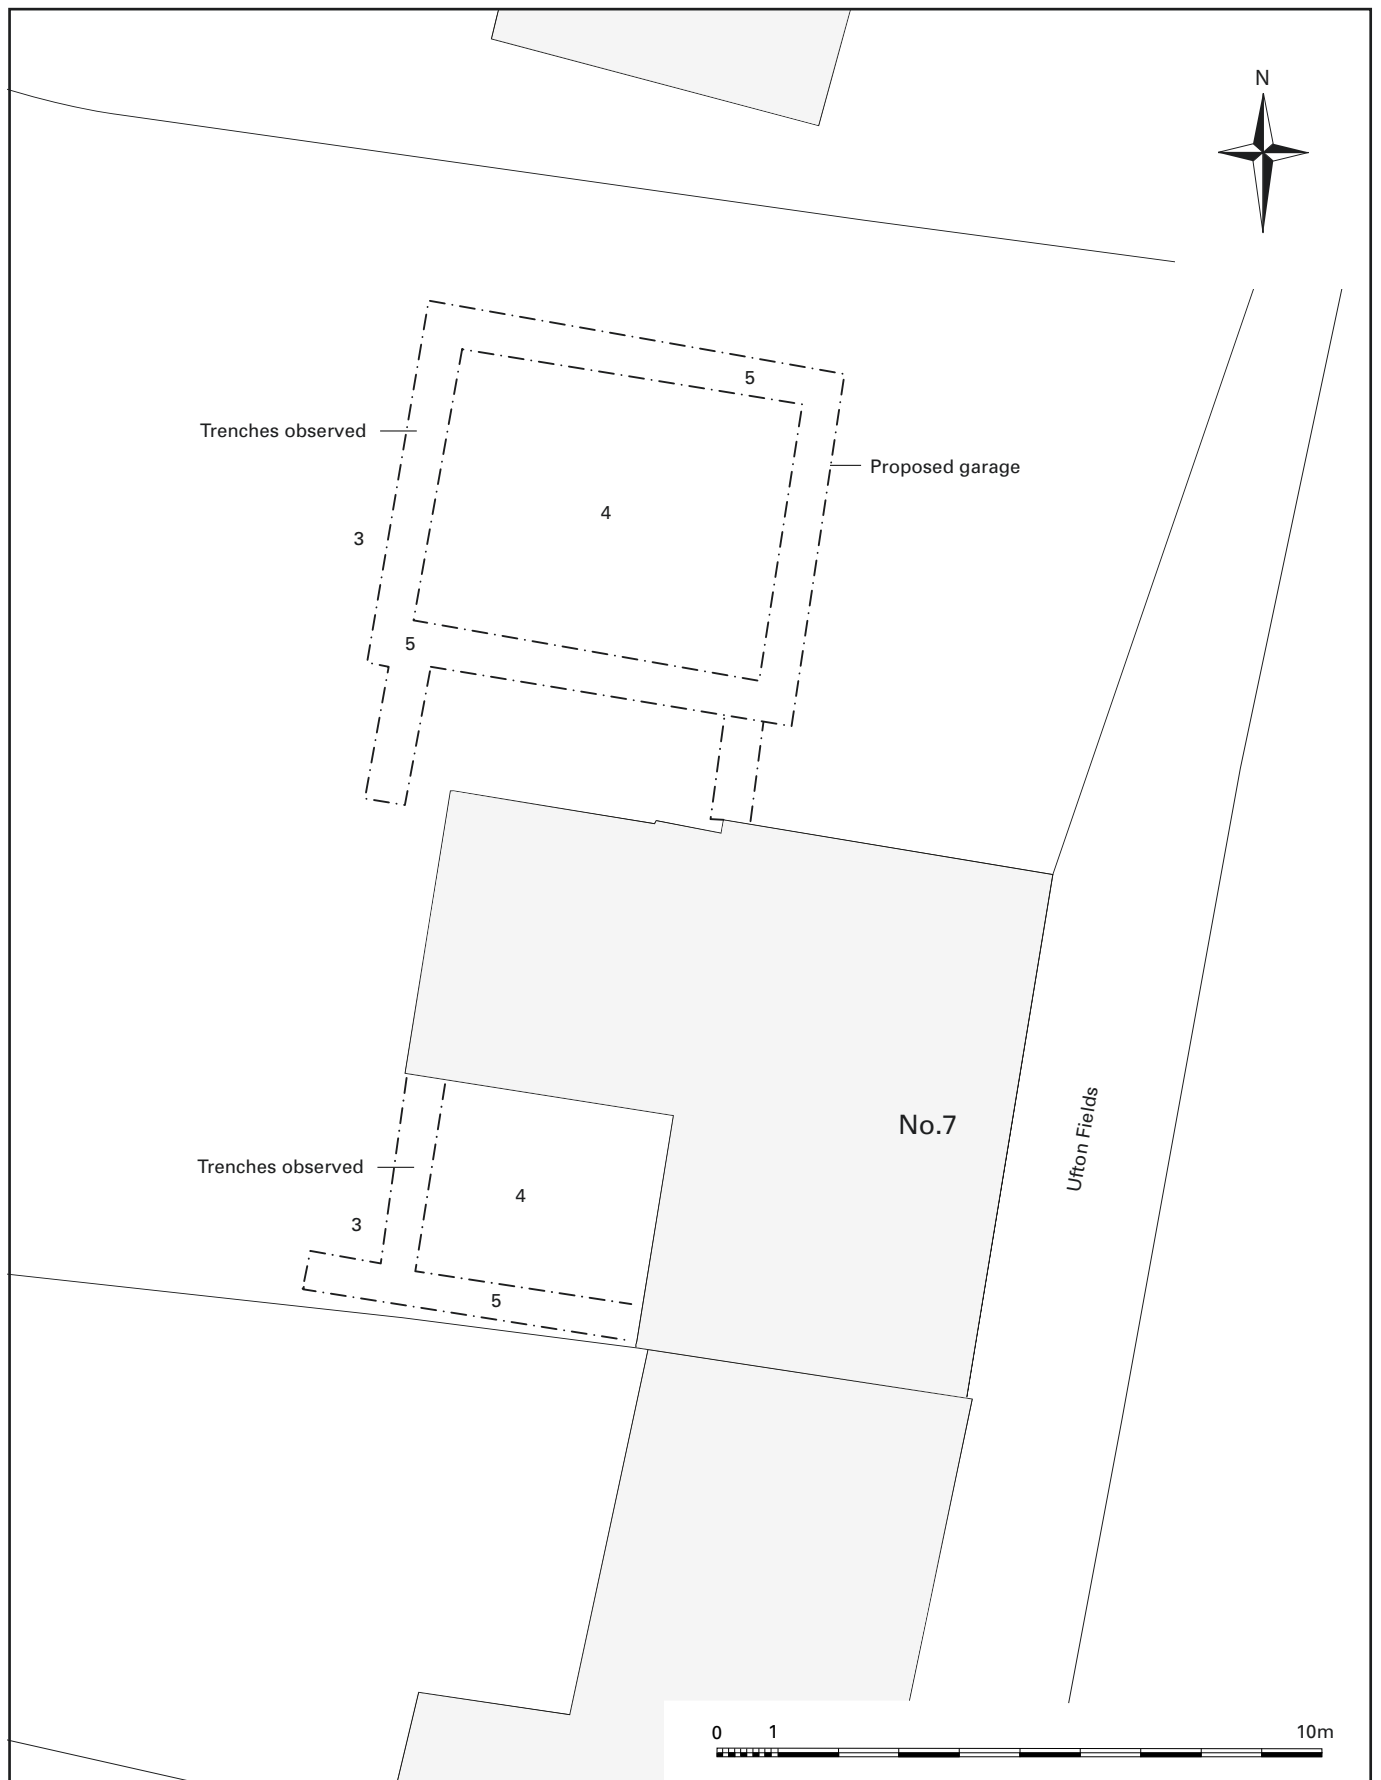 N
5
Trenches observed
Proposed garage
4
3
5
No.7
Ufton Fields
Trenches observed
4
3
5
0 1 10m